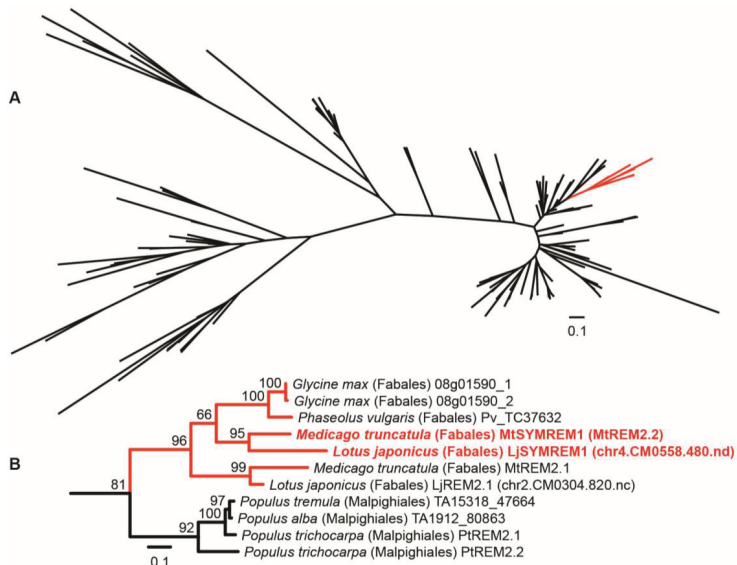 A
0.1
100
Glycine max (Fabales) 08g01590_1
100
Glycine max (Fabales) 08g01590_2
66
Phaseolus vulgaris (Fabales) Pv_TC37632
95
Medicago truncatula (Fabales) MtSYMREM1 (MtREM2.2)
96
Lotus japonicus (Fabales) LjSYMREM1 (chr4.CM0558.480.nd)
B
99
Medicago truncatula (Fabales) MtREM2.1
81
Lotus japonicus (Fabales) LjREM2.1 (chr2.CM0304.820.nc)
97
Populus tremula (Malpighiales) TA15318_47664
100
Populus alba (Malpighiales) TA1912_80863
92
Populus trichocarpa (Malpighiales) PtREM2.1
Populus trichocarpa (Malpighiales) PtREM2.2
0.1